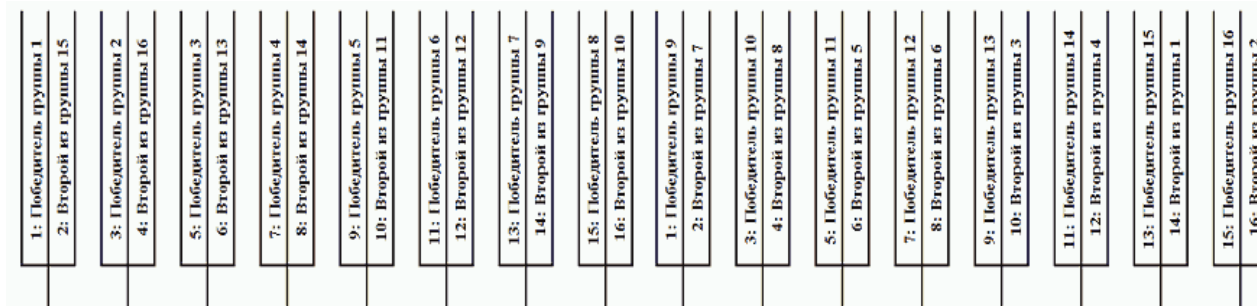 1: Победитель группы 1
2: Второй из группы 15
3: Победитель группы 2
4: Второй из группы 16
5: Победитель группы 3
6: Второй из группы 13
7: Победитель группы 4
8: Второй из группы 14
9: Победитель группы 5
10: Второй из группы 11
11: Победитель группы 6
12: Второй из группы 12
13: Победитель группы 7
14: Второй из группы 9
15: Победитель группы 8
16: Второй из группы 10
1: Победитель группы 9
2: Второй из группы 7
3: Победитель группы 10
4: Второй из группы 8
5: Победитель группы 11
6: Второй из группы 5
7: Победитель группы 12
8: Второй из группы 6
9: Победитель группы 13
10: Второй из группы 3
11: Победитель группы 14
12: Второй из группы 4
13: Победитель группы 15
14: Второй из группы 1
15: Победитель группы 16
16: Второй из группы 2